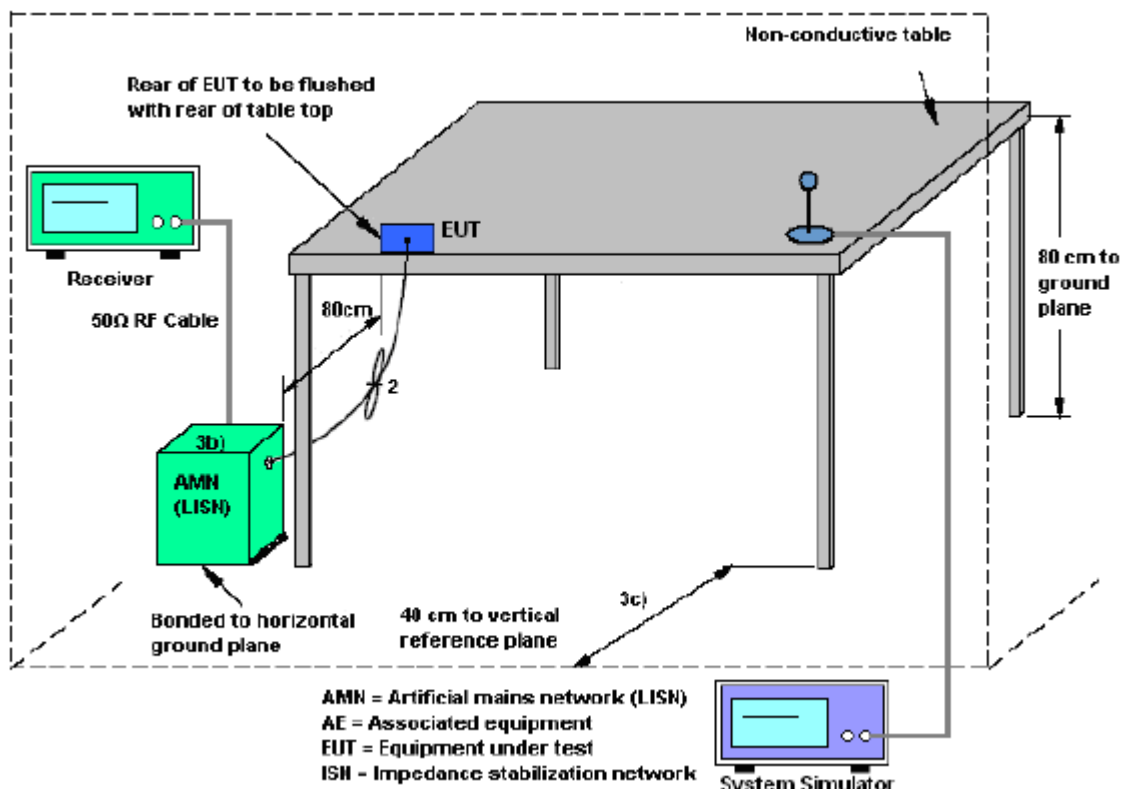 Non-conductive table
Rear of EUT to be flushed
with rear of table top
EUT
Receiver
80cm
80 cm to
ground
plane
50Ω RF Cable
2
3b)
AMN
(LISN)
3c)
Bonded to horizontal
ground plane
40 cm to vertical
reference plane
AMN = Artificial mains network (LISN)
AE = Associated equipment
EUT = Equipment under test
ISN = Impedance stabilization network
System Simulator